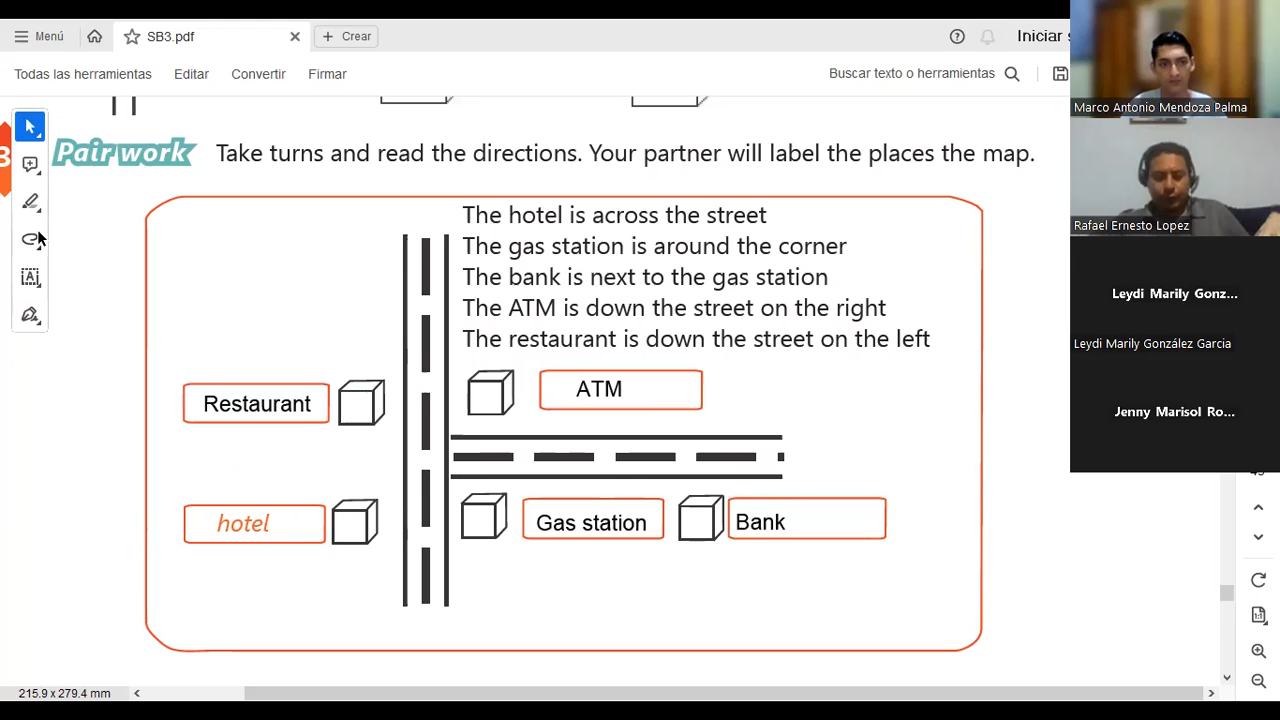 Menú
SB3.pdf
Crear
Iniciar s
Todas las herramientas
Editar
Convertir
Firmar
Buscar texto o herramientas
3
Pair work
Take turns and read the directions. Your partner will label the places the map.
The hotel is across the street
The gas station is around the corner
The bank is next to the gas station
The ATM is down the street on the right
The restaurant is down the street on the left
Restaurant
ATM
hotel
Gas station
Bank
215.9 x 279.4 mm
1:1
Marco Antonio Mendoza Palma
Rafael Ernesto Lopez
Leydi Marily Gonz...
Leydi Marily González Garcia
Jenny Marisol Ro...